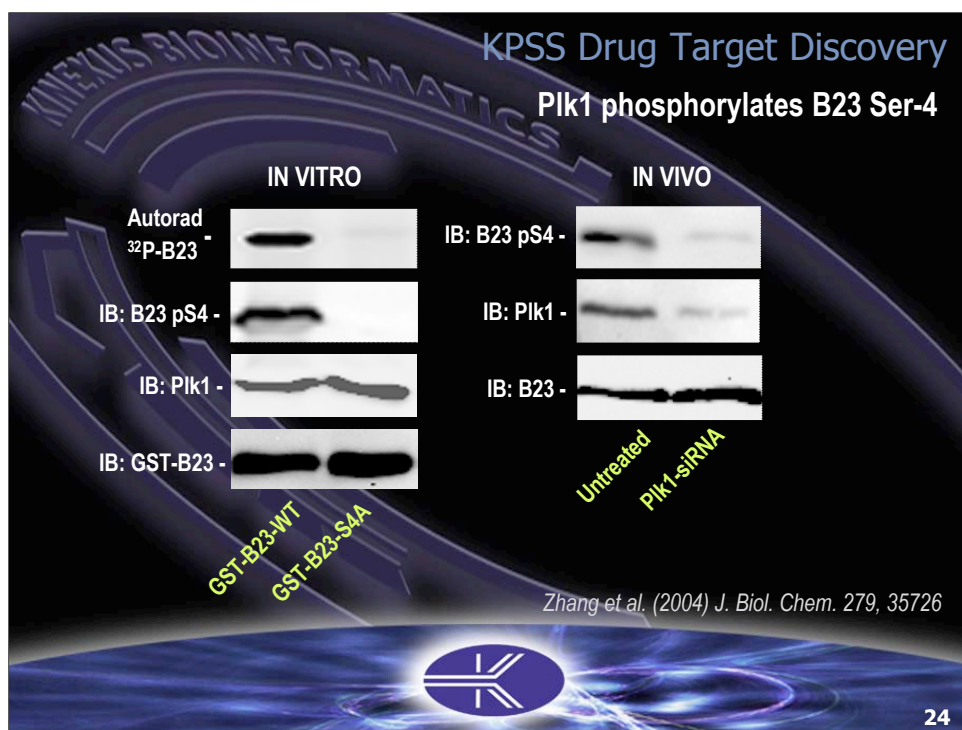 KINEXUS BIOINFORMATICS
KPSS Drug Target Discovery
Plk1 phosphorylates B23 Ser-4
IN VITRO
Autorad
³²P-B23 -
IB: B23 pS4 -
IB: Plk1 -
IB: GST-B23 -
GST-B23-WT
GST-B23-S4A
IN VIVO
IB: B23 pS4 -
IB: Plk1 -
IB: B23 -
Untreated
Plk1-siRNA
Zhang et al. (2004) J. Biol. Chem. 279, 35726
24